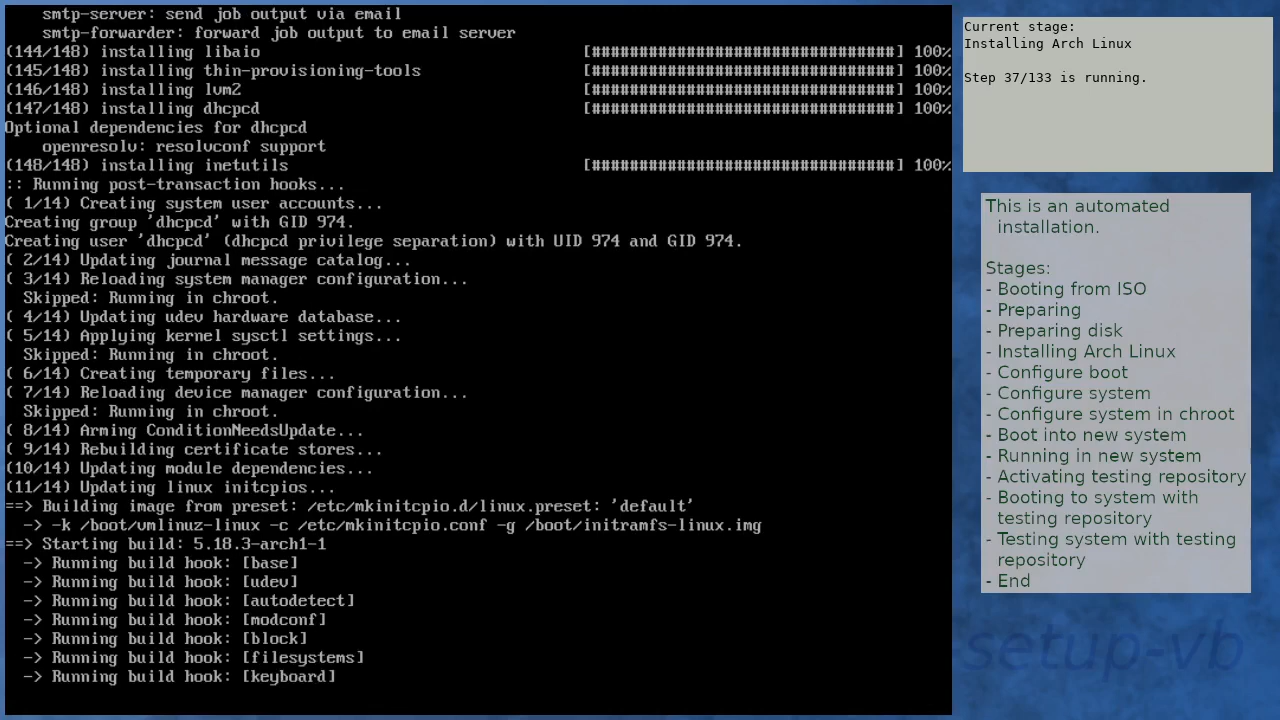 smtp-server: send job output via email
    smtp-forwarder: forward job output to email server
(144/148) installing libaio                                  [################################] 100%
(145/148) installing thin-provisioning-tools                 [################################] 100%
(146/148) installing lvm2                                    [################################] 100%
(147/148) installing dhcpcd                                  [################################] 100%
Optional dependencies for dhcpcd
    openresolv: resolvconf support
(148/148) installing inetutils                               [################################] 100%
:: Running post-transaction hooks...
( 1/14) Creating system user accounts...
Creating group 'dhcpcd' with GID 974.
Creating user 'dhcpcd' (dhcpcd privilege separation) with UID 974 and GID 974.
( 2/14) Updating journal message catalog...
( 3/14) Reloading system manager configuration...
  Skipped: Running in chroot.
( 4/14) Updating udev hardware database...
( 5/14) Applying kernel sysctl settings...
  Skipped: Running in chroot.
( 6/14) Creating temporary files...
( 7/14) Reloading device manager configuration...
  Skipped: Running in chroot.
( 8/14) Arming ConditionNeedsUpdate...
( 9/14) Rebuilding certificate stores...
(10/14) Updating module dependencies...
(11/14) Updating linux initcpios...
==> Building image from preset: /etc/mkinitcpio.d/linux.preset: 'default'
  -> -k /boot/vmlinuz-linux -c /etc/mkinitcpio.conf -g /boot/initramfs-linux.img
==> Starting build: 5.18.3-arch1-1
  -> Running build hook: [base]
  -> Running build hook: [udev]
  -> Running build hook: [autodetect]
  -> Running build hook: [modconf]
  -> Running build hook: [block]
  -> Running build hook: [filesystems]
  -> Running build hook: [keyboard]
Current stage:
Installing Arch Linux
Step 37/133 is running.
This is an automated
installation.
Stages:
- Booting from ISO
- Preparing
- Preparing disk
- Installing Arch Linux
- Configure boot
- Configure system
- Configure system in chroot
- Boot into new system
- Running in new system
- Activating testing repository
- Booting to system with
testing repository
- Testing system with testing
repository
- End
-setup-vb